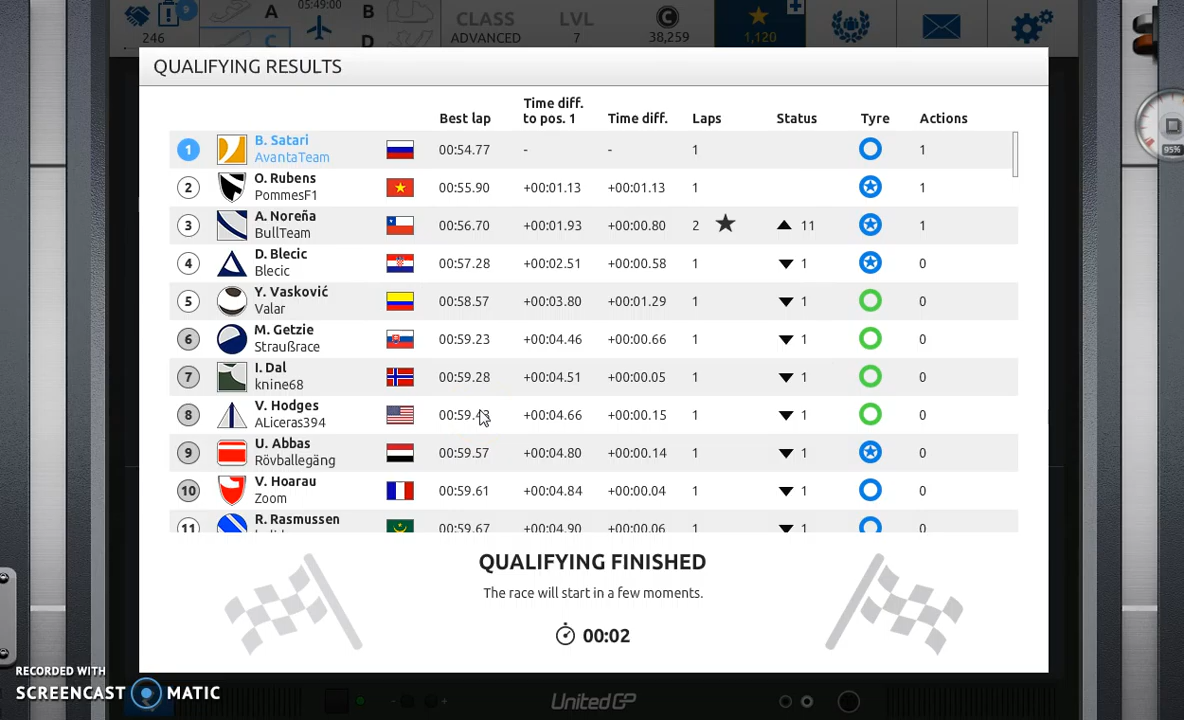 05:49:00
A
B
CLASS
LVL
9
246
C
D
ADVANCED
7
C
38,259
1,120
QUALIFYING RESULTS
Time diff.
Best lap to pos. 1 Time diff. Laps Status Tyre Actions
95%
B. Satari
1 00:54.77 - - 1 1
AvantaTeam
O. Rubens
2 00:55.90 +00:01.13 +00:01.13 1 1
PommesF1
A. Noreña
3 00:56.70 +00:01.93 +00:00.80 2 11 1
BullTeam
D. Blecic
4 00:57.28 +00:02.51 +00:00.58 1 1 0
Blecic
Y. Vasković
5 00:58.57 +00:03.80 +00:01.29 1 1 0
Valar
M. Getzie
6 00:59.23 +00:04.46 +00:00.66 1 1 0
Straußrace
I. Dal
7 00:59.28 +00:04.51 +00:00.05 1 1 0
knine68
V. Hodges
8 +00:04.66 +00:00.15 1 1 0
ALiceras394
U. Abbas
9 00:59.57 +00:04.80 +00:00.14 1 1 0
Rövballegäng
V. Hoarau
10 00:59.61 +00:04.84 +00:00.04 1 1 0
Zoom
R. Rasmussen
11 00:59.67 +00:04.90 +00:00.06 1 1 0
QUALIFYING FINISHED
The race will start in a few moments.
00:02
RECORDED WITH
SCREENCAST MATIC
United GP